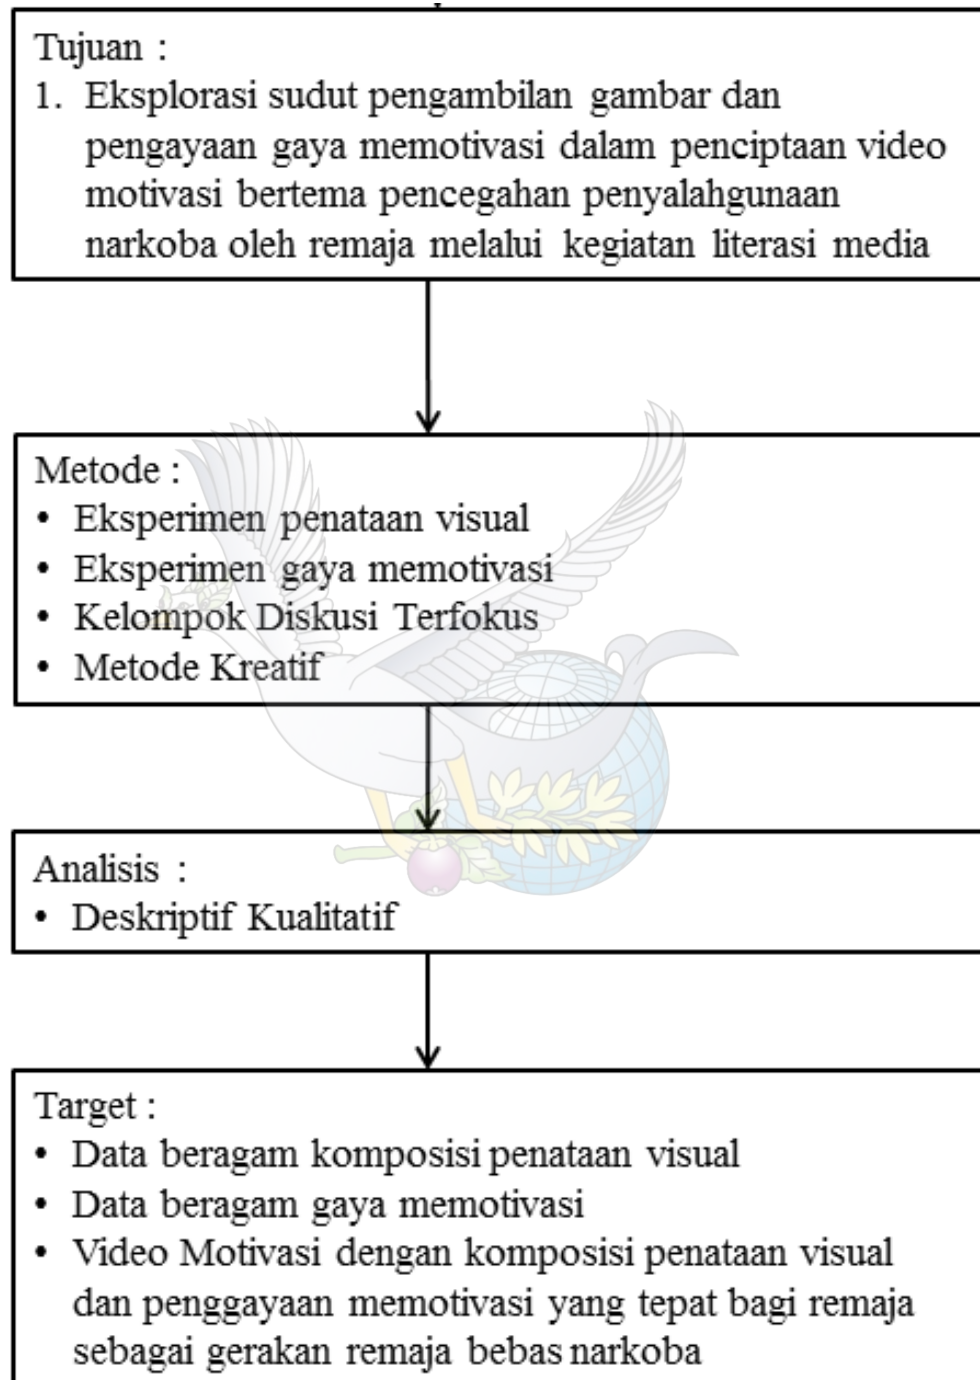 Tujuan :
1. Eksplorasi sudut pengambilan gambar dan
pengayaan gaya memotivasi dalam penciptaan video
motivasi bertema pencegahan penyalahgunaan
narkoba oleh remaja melalui kegiatan literasi media
Metode :
• Eksperimen penataan visual
• Eksperimen gaya memotivasi
• Kelompok Diskusi Terfokus
• Metode Kreatif
Analisis :
• Deskriptif Kualitatif
Target :
• Data beragam komposisi penataan visual
• Data beragam gaya memotivasi
• Video Motivasi dengan komposisi penataan visual
dan penggayaan memotivasi yang tepat bagi remaja
sebagai gerakan remaja bebas narkoba